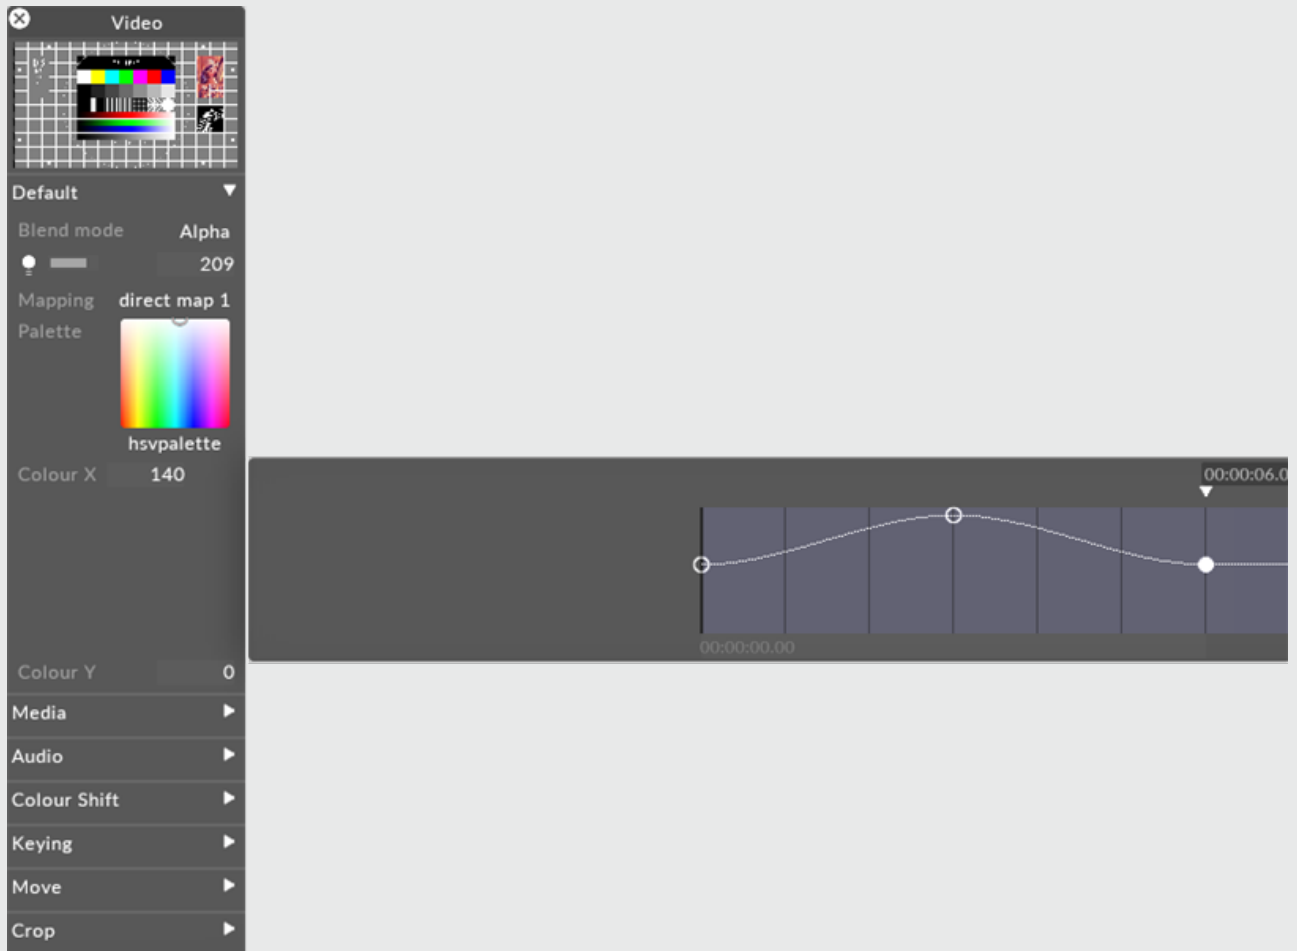 Video
Default
Blend mode Alpha
209
Mapping direct map 1
Palette
hsvpalette
Colour X 140
00:00:06.0
00:00:00.00
Colour Y 0
Media
Audio
Colour Shift
Keying
Move
Crop